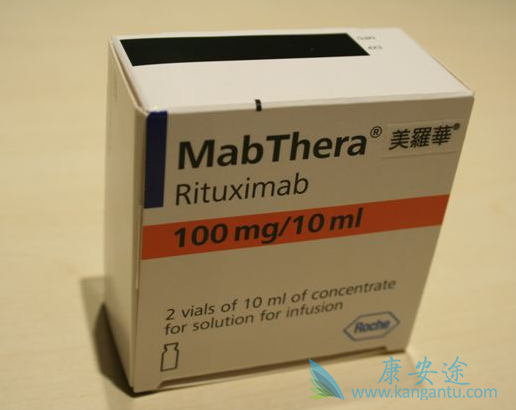 MabThera® 美羅華®
Rituximab
100 mg/10 ml
2 vials of 10 ml of concentrate
for solution for infusion
Roche
康安途
www.kangantu.com